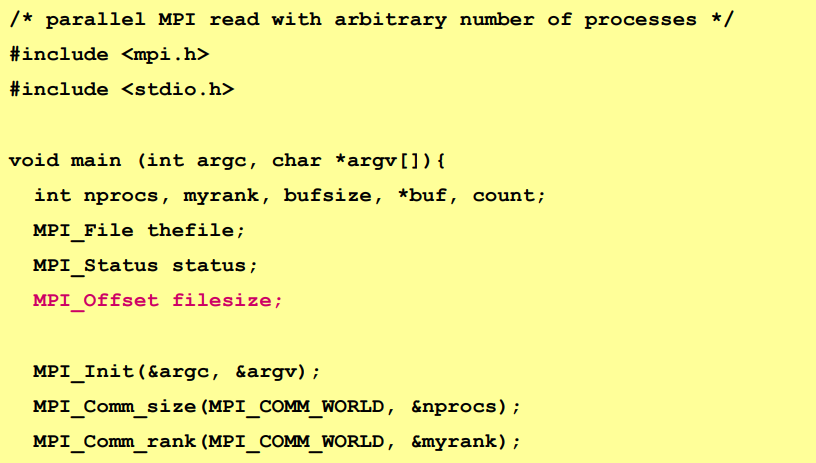 /* parallel MPI read with arbitrary number of processes */
#include <mpi.h>
#include <stdio.h>
void main (int argc, char *argv[]){
int nprocs, myrank, bufsize, *buf, count;
MPI_File thefile;
MPI_Status status;
MPI_Offset filesize;
MPI_Init(&argc, &argv);
MPI_Comm_size(MPI_COMM_WORLD, &nprocs);
MPI_Comm_rank(MPI_COMM_WORLD, &myrank);